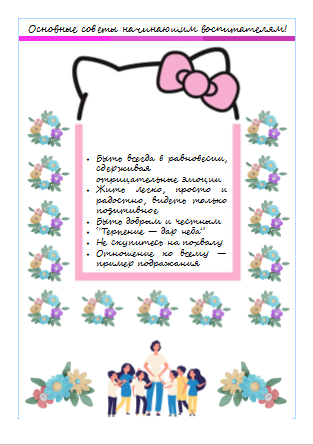 Основные советы начинающим воспитателям!
• Быть всегда в равновесии,
сдерживая
отрицательные эмоции
• Жить легко, просто и
радостно, видеть только
позитивное
• Быть добрым и честным
• "Терпение — дар неба"
• Не скупитесь на похвалу
• Отношение ко всему —
пример подражания